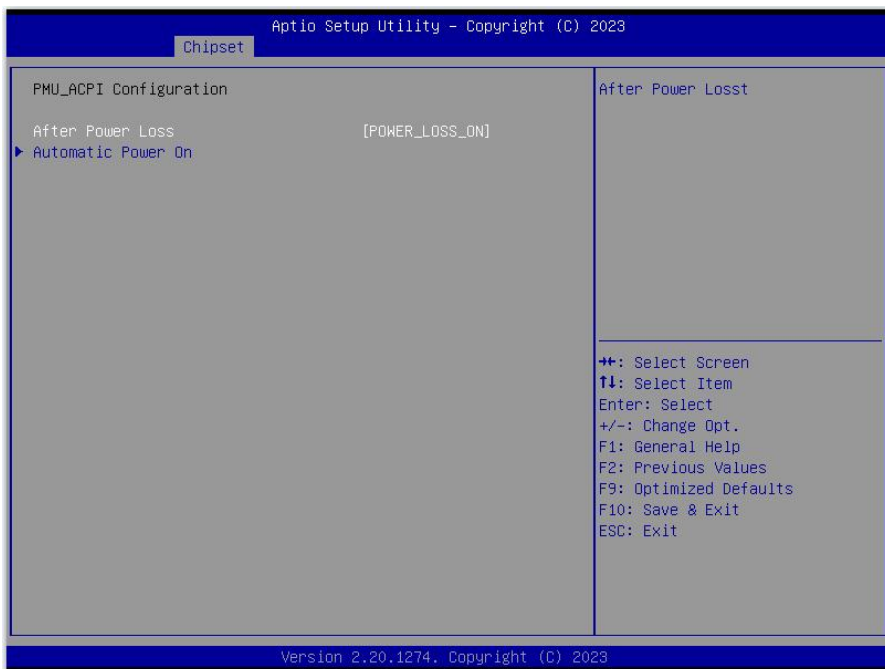 Aptio Setup Utility – Copyright (C) 2023
Chipset
PMU_ACPI Configuration
After Power Loss [POWER_LOSS_ON]
Automatic Power On
After Power Losst
→←: Select Screen
↑↓: Select Item
Enter: Select
+/-: Change Opt.
F1: General Help
F2: Previous Values
F9: Optimized Defaults
F10: Save & Exit
ESC: Exit
Version 2.20.1274. Copyright (C) 2023